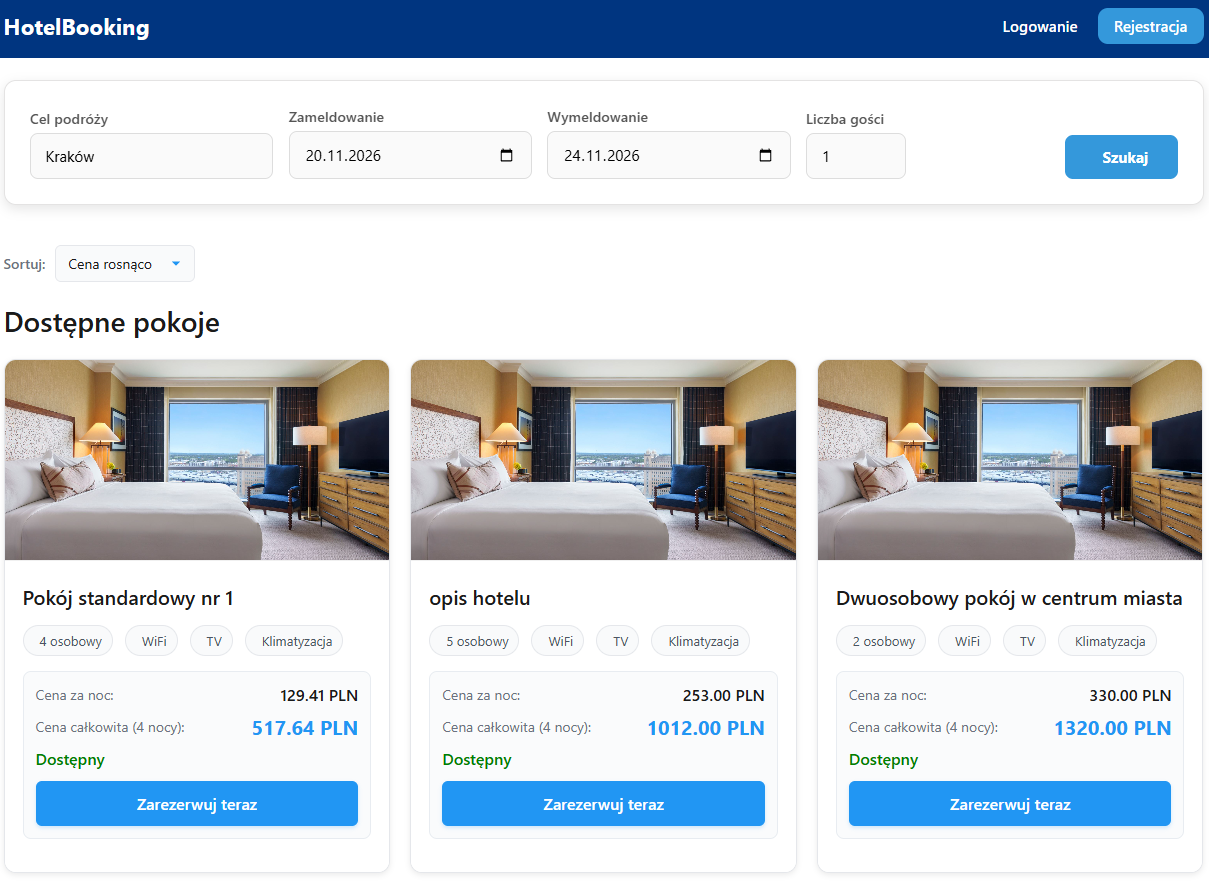 HotelBooking
Logowanie
Rejestracja
Cel podróży
Zameldowanie
Wymeldowanie
Liczba gości
Kraków
20.11.2026
24.11.2026
1
Szukaj
Sortuj:
Cena rosnąco
Dostępne pokoje
Pokój standardowy nr 1
4 osobowy
WiFi
TV
Klimatyzacja
Cena za noc:
129.41 PLN
Cena całkowita (4 nocy):
517.64 PLN
Dostępny
Zarezerwuj teraz
opis hotelu
5 osobowy
WiFi
TV
Klimatyzacja
Cena za noc:
253.00 PLN
Cena całkowita (4 nocy):
1012.00 PLN
Dostępny
Zarezerwuj teraz
Dwuosobowy pokój w centrum miasta
2 osobowy
WiFi
TV
Klimatyzacja
Cena za noc:
330.00 PLN
Cena całkowita (4 nocy):
1320.00 PLN
Dostępny
Zarezerwuj teraz